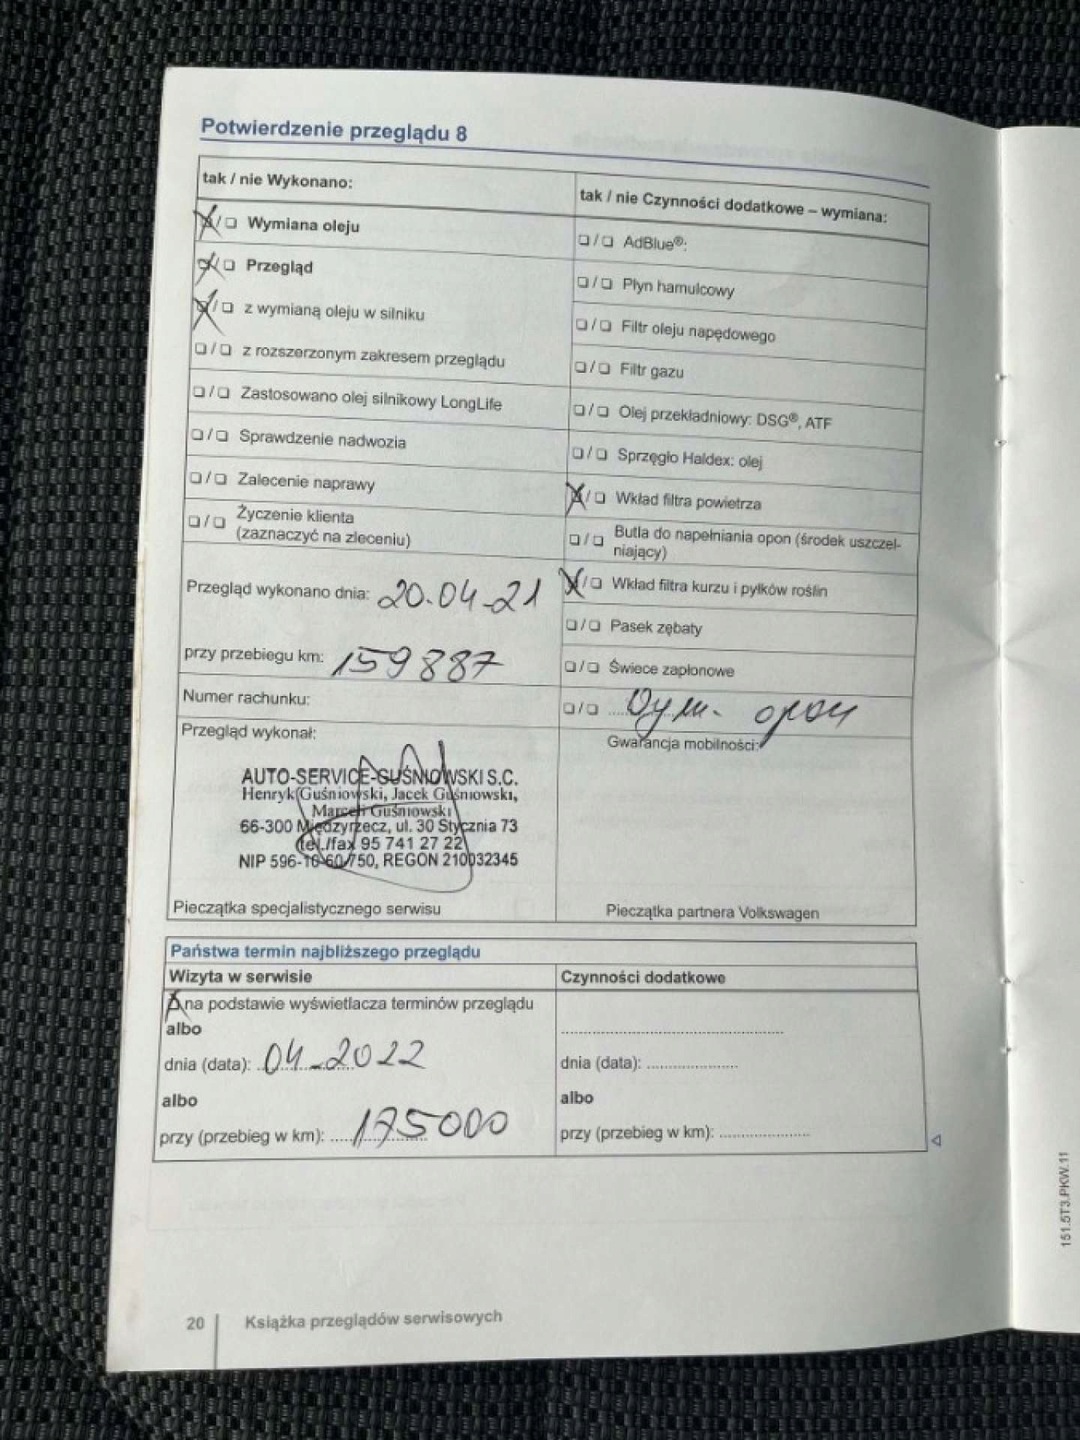 Potwierdzenie przeglądu 8
tak / nie Wykonano:
/ ❑ Wymiana oleju
/ ❑ Przegląd
/ ❑ z wymianą oleju w silniku
❑ / ❑ z rozszerzonym zakresem przeglądu
❑ / ❑ Zastosowano olej silnikowy LongLife
❑ / ❑ Sprawdzenie nadwozia
❑ / ❑ Zalecenie naprawy
❑ / ❑ Życzenie klienta
(zaznaczyć na zleceniu)
Przegląd wykonano dnia: 20.04-21
przy przebiegu km: 159887
Numer rachunku:
Przegląd wykonał:
AUTO-SERVICE-GUŚNIOWSKI S.C.
Henryk Guśniowski, Jacek Guśniowski,
Marceli Guśniowski
66-300 Międzyrzecz, ul. 30 Stycznia 73
tel./fax 95 741 27 22
NIP 596-16-60-750, REGON 210032345
Pieczątka specjalistycznego serwisu
tak / nie Czynności dodatkowe – wymiana:
❑ / ❑ AdBlue®:
❑ / ❑ Płyn hamulcowy
❑ / ❑ Filtr oleju napędowego
❑ / ❑ Filtr gazu
❑ / ❑ Olej przekładniowy: DSG®, ATF
❑ / ❑ Sprzęgło Haldex: olej
/ ❑ Wkład filtra powietrza
❑ / ❑ Butla do napełniania opon (środek uszczel-
niający)
/ ❑ Wkład filtra kurzu i pyłków roślin
❑ / ❑ Pasek zębaty
❑ / ❑ Świece zapłonowe
❑ / ❑ Wym. opon
Gwarancja mobilności:
Pieczątka partnera Volkswagen
Państwa termin najbliższego przeglądu
Wizyta w serwisie
na podstawie wyświetlacza terminów przeglądu
albo
dnia (data): 04-2022
albo
przy (przebieg w km): 175000
Czynności dodatkowe
dnia (data):
albo
przy (przebieg w km):
151.5T3.PKW.11
20 Książka przeglądów serwisowych